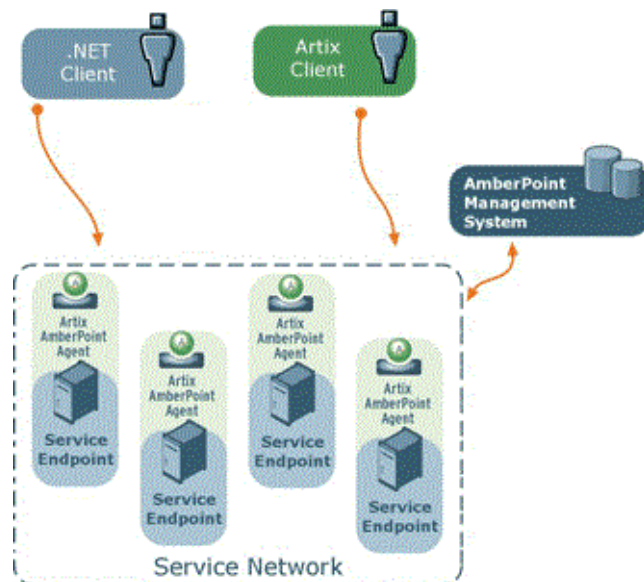 .NET
Client
Artix
Client
AmberPoint
Management
System
Artix
AmberPoint
Agent
Service
Endpoint
Artix
AmberPoint
Agent
Service
Endpoint
Artix
AmberPoint
Agent
Service
Endpoint
Artix
AmberPoint
Agent
Service
Endpoint
Service Network